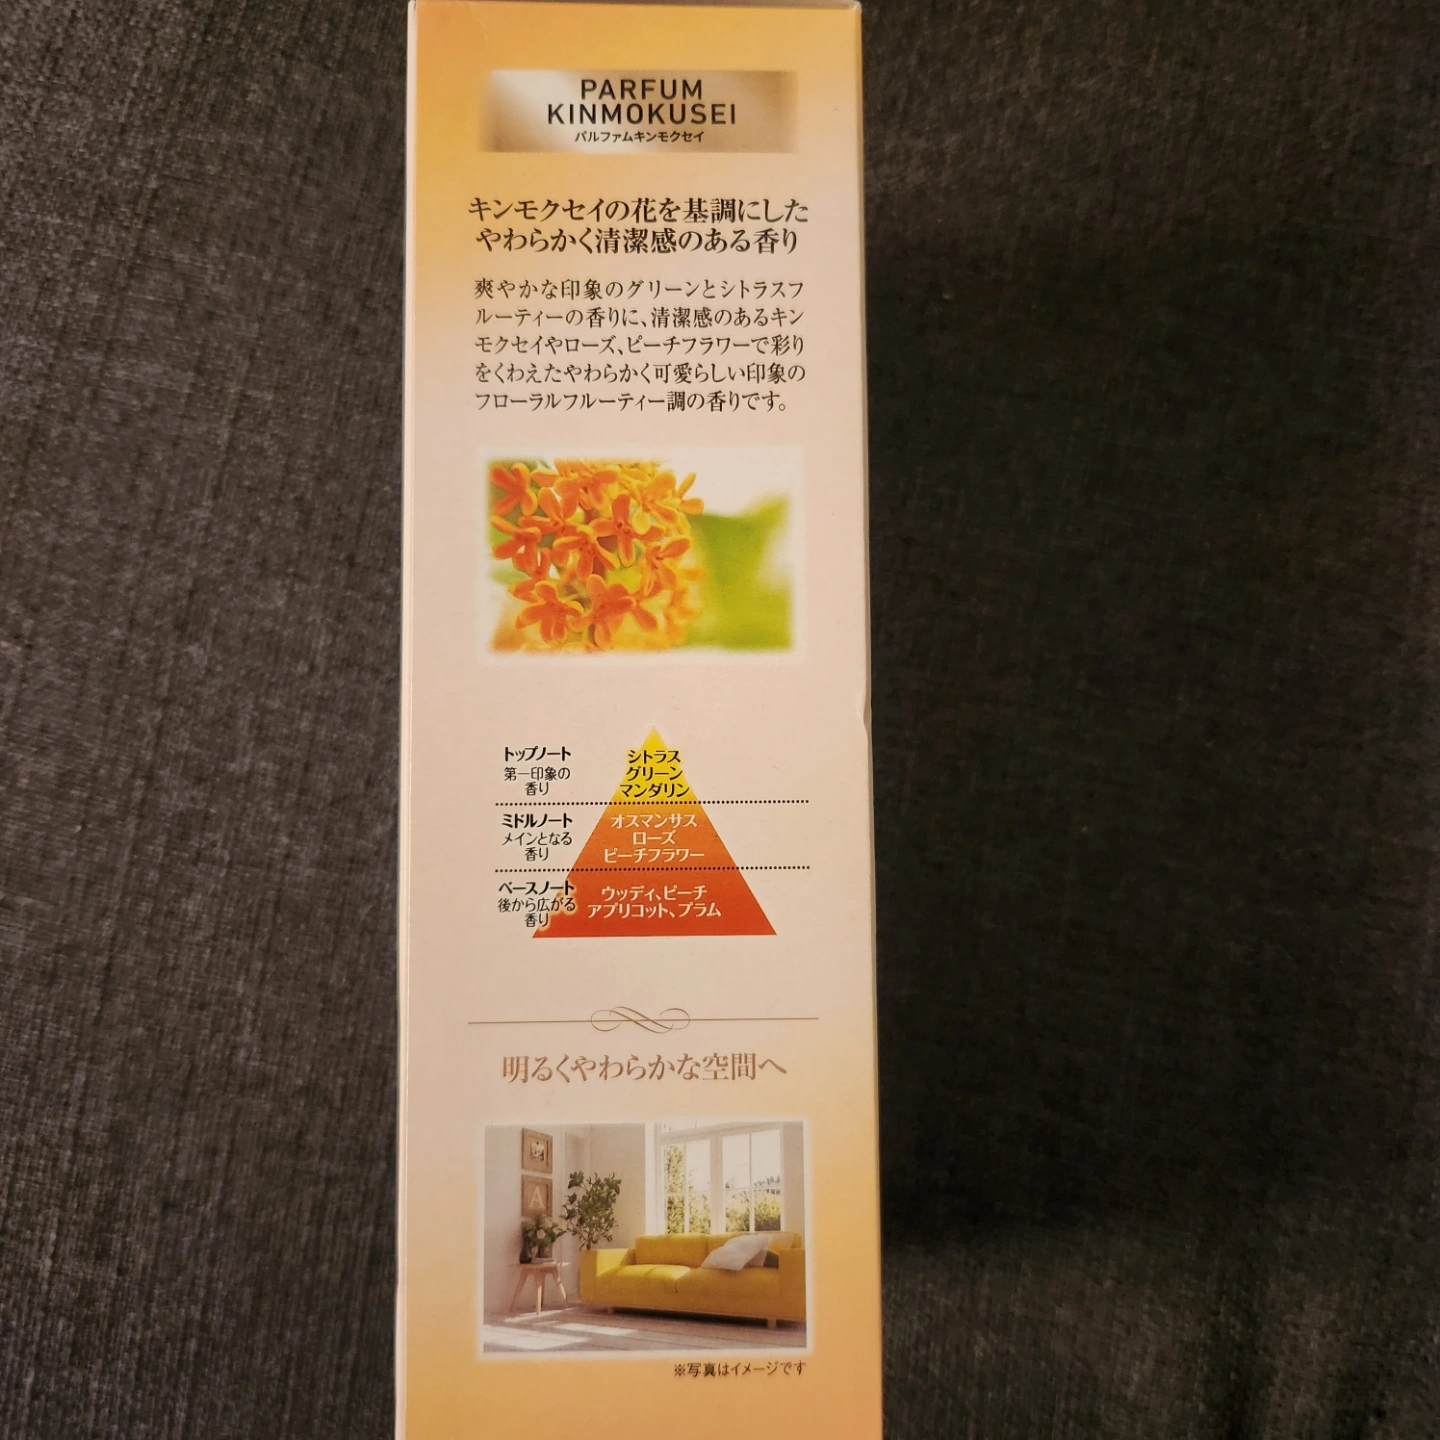 PARFUM
KINMOKUSEI
パルファムキンモクセイ
キンモクセイの花を基調にした
やわらかく清潔感のある香り
爽やかな印象のグリーンとシトラスフ
ルーティーの香りに、清潔感のあるキン
モクセイやローズ、ピーチフラワーで彩り
をくわえたやわらかく可愛らしい印象の
フローラルフルーティー調の香りです。
トップノート
第一印象の
香り
シトラス
グリーン
マンダリン
ミドルノート
メインとなる
香り
オスマンサス
ローズ
ピーチフラワー
ベースノート
後から広がる
香り
ウッディ、ピーチ
アプリコット、プラム
明るくやわらかな空間へ
A
※写真はイメージです